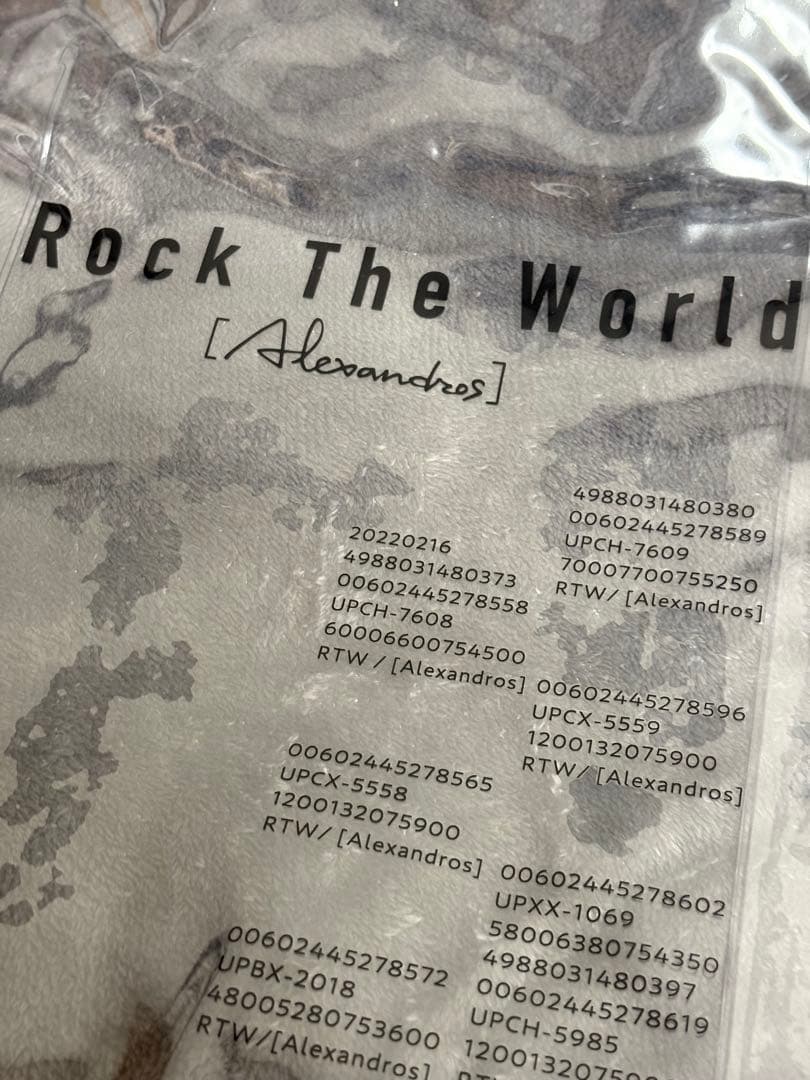 Rock The World
[Alexandros]
20220216
4988031480373
00602445278558
UPCH-7608
60006600754500
RTW / [Alexandros]
00602445278565
UPCX-5558
1200132075900
RTW/ [Alexandros]
00602445278572
UPBX-2018
48005280753600
RTW/[Alexandros]
4988031480380
00602445278589
UPCH-7609
70007700755250
RTW/ [Alexandros]
00602445278596
UPCX-5559
1200132075900
RTW/ [Alexandros]
00602445278602
UPXX-1069
58006380754350
4988031480397
00602445278619
UPCH-5985